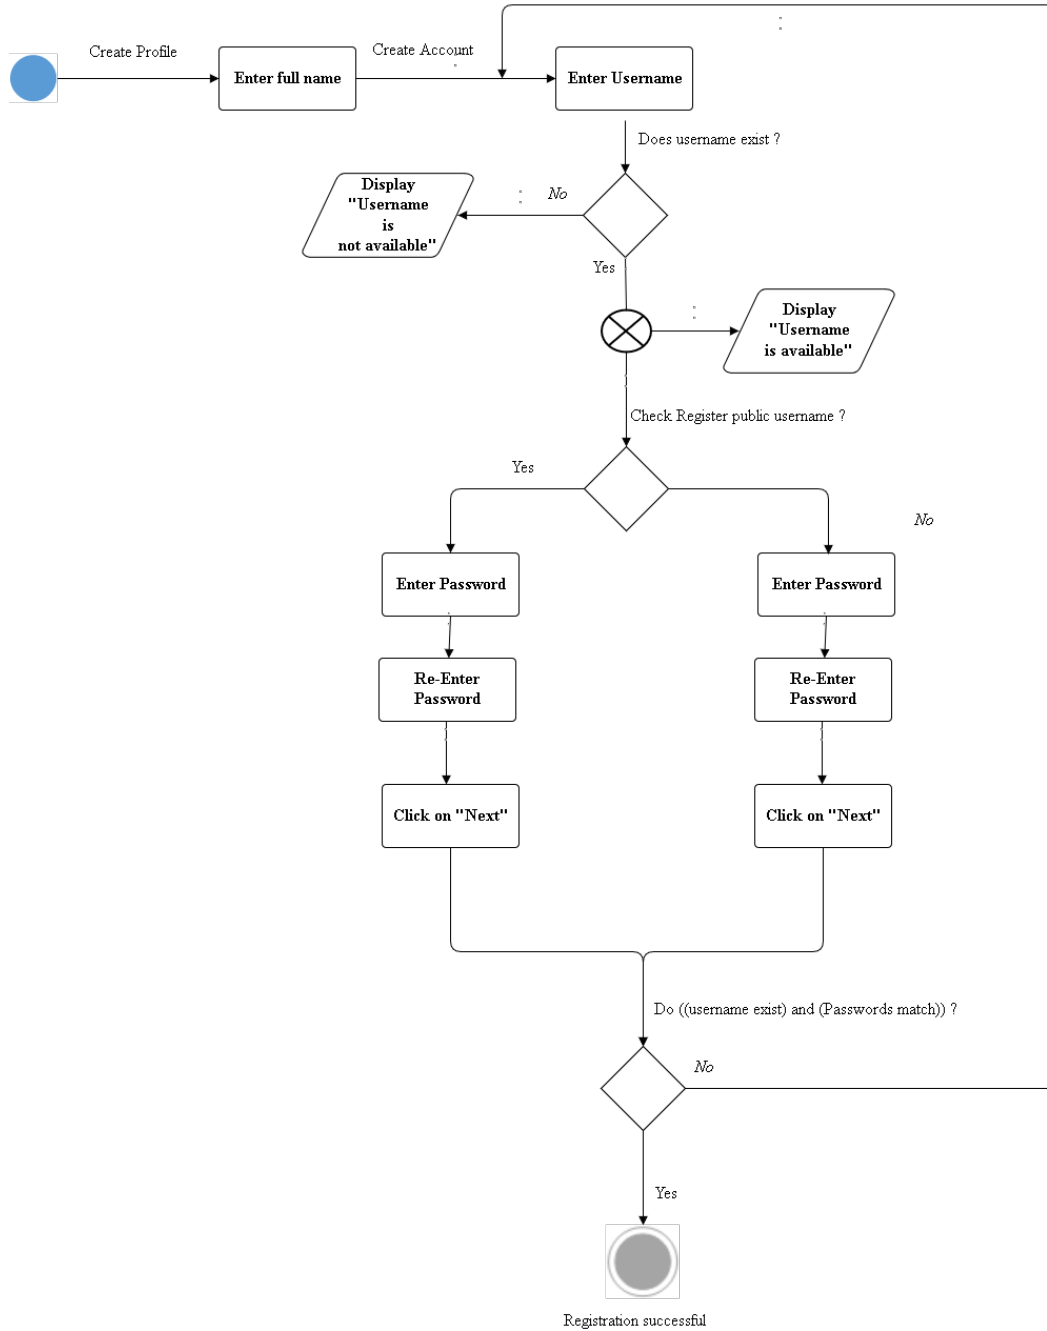 Create Profile
Create Account
Enter full name
Enter Username
Does username exist ?
No
Display
"Username
is
not available"
Yes
Display
"Username
is available"
Check Register public username ?
Yes
No
Enter Password
Enter Password
Re-Enter
Password
Re-Enter
Password
Click on "Next"
Click on "Next"
Do ((username exist) and (Passwords match)) ?
No
Yes
Registration successful